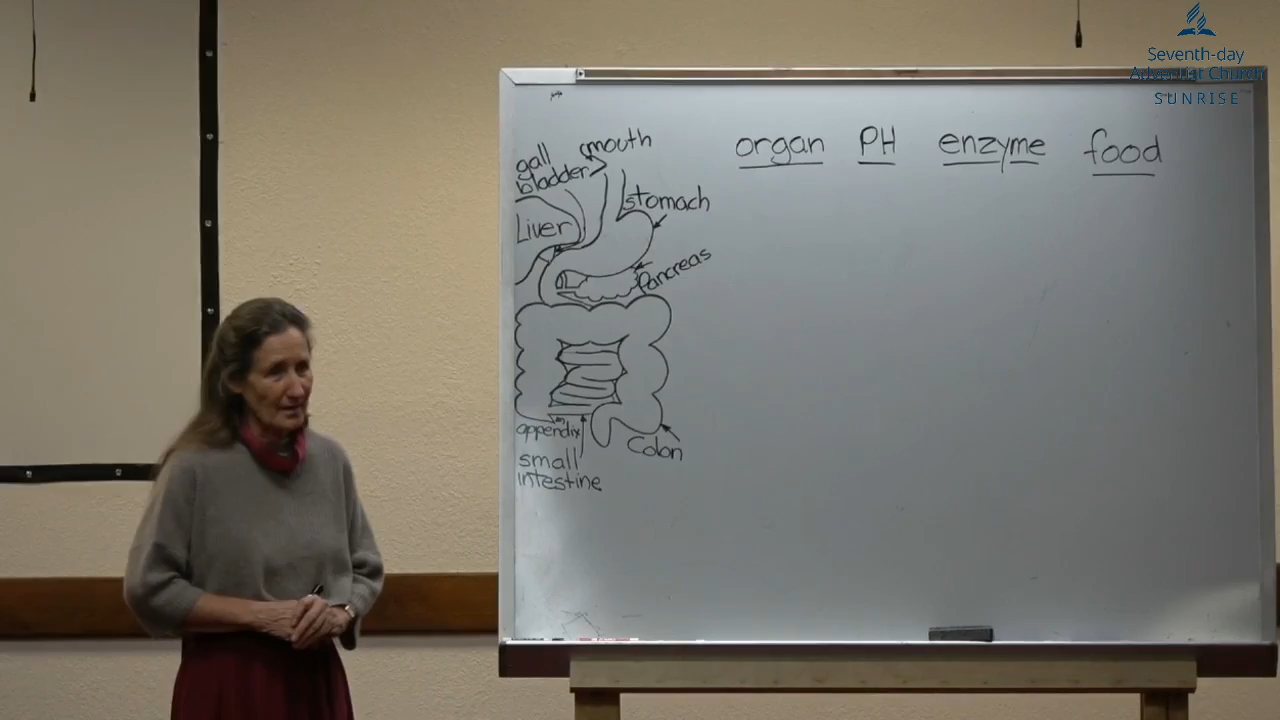 Seventh-day
Adventist Church
SUNRISE
organ PH enzyme food
mouth
gall
bladder
stomach
Liver
Pancreas
appendix
Colon
small
intestine